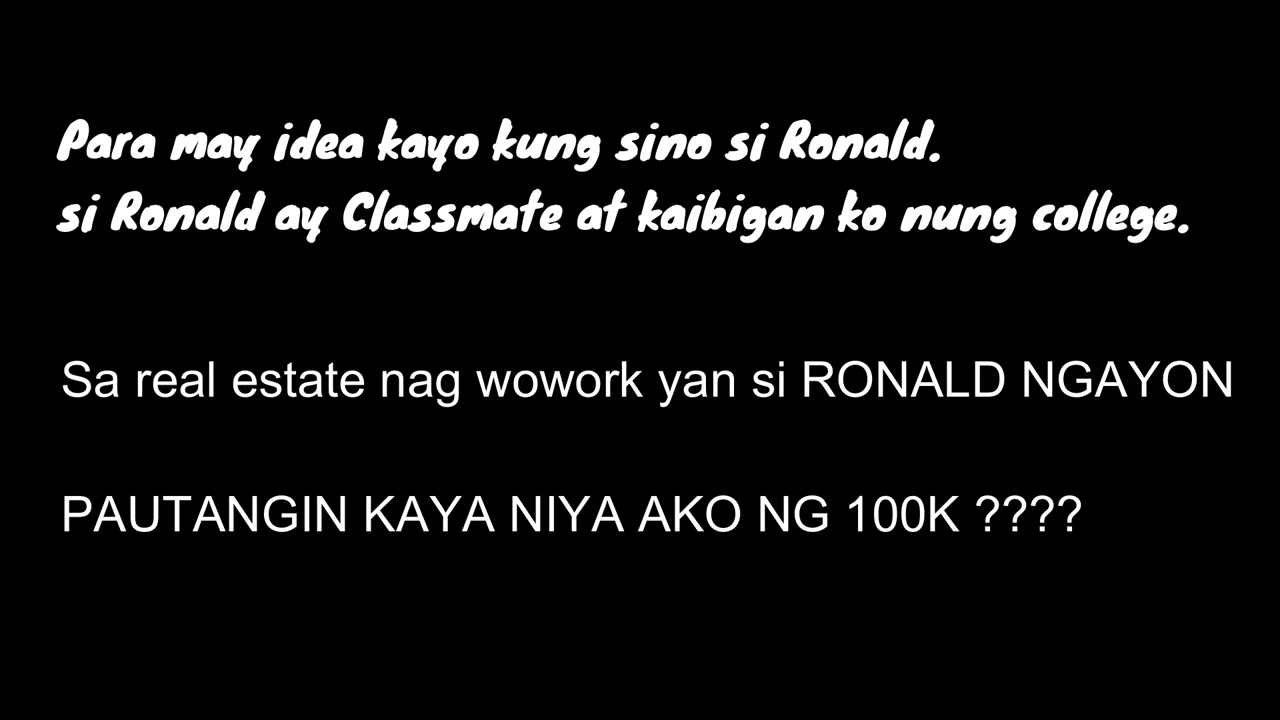 Para may idea kayo kung sino si Ronald.
si Ronald ay Classmate at kaibigan ko nung college.
Sa real estate nag wowork yan si RONALD NGAYON
PAUTANGIN KAYA NIYA AKO NG 100K ????